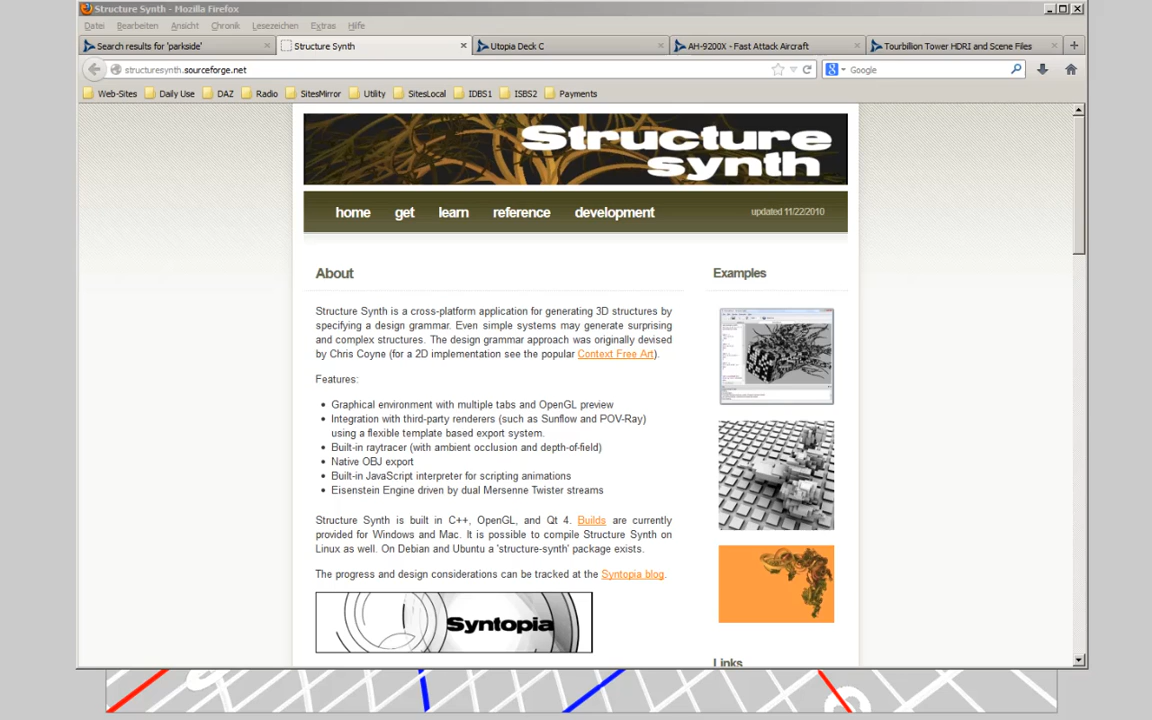 Structure Synth - Mozilla Firefox
Datei Bearbeiten Ansicht Chronik Lesezeichen Extras Hilfe
Search results for 'parkside' Structure Synth Utopia Deck C AH-9200X - Fast Attack Aircraft Tourbillion Tower HDRI and Scene Files
structuresynth.sourceforge.net Google
Web-Sites Daily Use DAZ Radio SitesMirror Utility SitesLocal IDBS1 ISBS2 Payments
Structure
synth
home get learn reference development updated 11/22/2010
About
Structure Synth is a cross-platform application for generating 3D structures by
specifying a design grammar. Even simple systems may generate surprising
and complex structures. The design grammar approach was originally devised
by Chris Coyne (for a 2D implementation see the popular Context Free Art).
Features:
• Graphical environment with multiple tabs and OpenGL preview
• Integration with third-party renderers (such as Sunflow and POV-Ray)
using a flexible template based export system.
• Built-in raytracer (with ambient occlusion and depth-of-field)
• Native OBJ export
• Built-in JavaScript interpreter for scripting animations
• Eisenstein Engine driven by dual Mersenne Twister streams
Structure Synth is built in C++, OpenGL, and Qt 4. Builds are currently
provided for Windows and Mac. It is possible to compile Structure Synth on
Linux as well. On Debian and Ubuntu a 'structure-synth' package exists.
The progress and design considerations can be tracked at the Syntopia blog.
Syntopia
Examples
Links